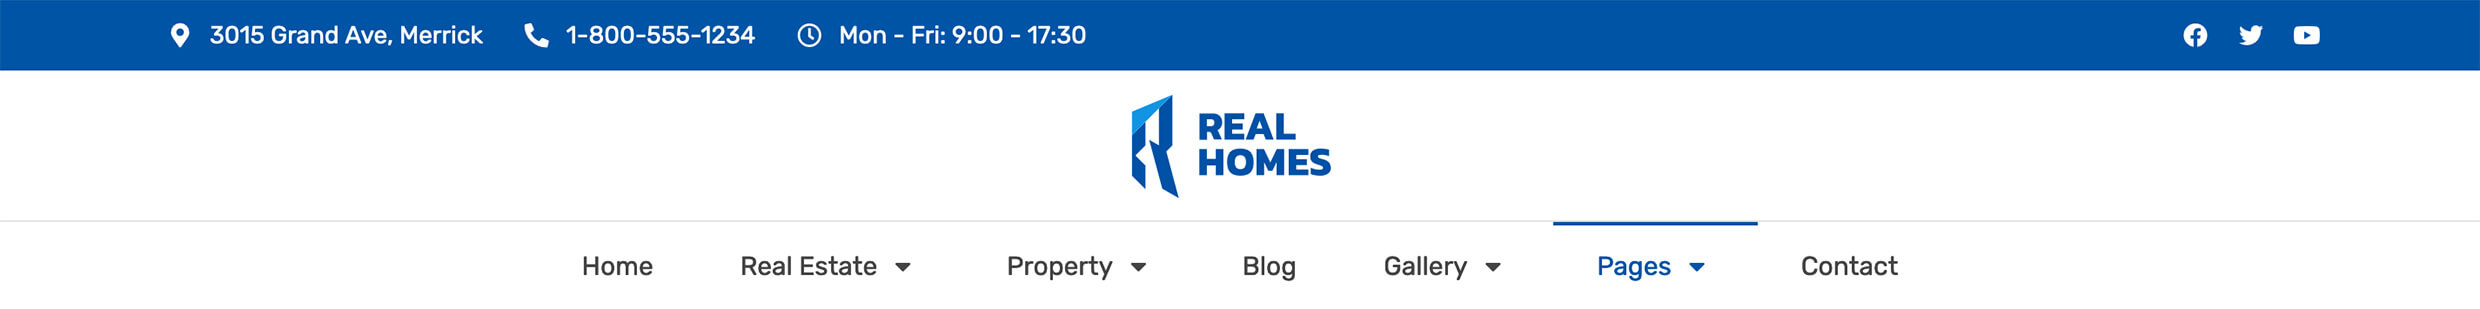 3015 Grand Ave, Merrick 1-800-555-1234 Mon - Fri: 9:00 - 17:30
REAL
HOMES
Home Real Estate Property Blog Gallery Pages Contact